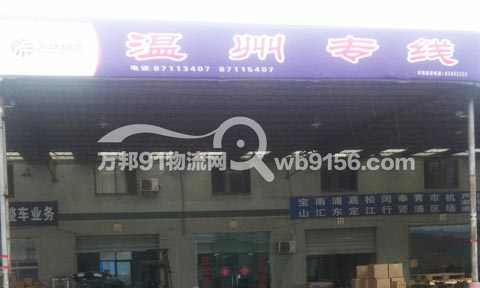 温州专线
电话:87113407 87115407
万邦91物流网 wb9156.com
整车业务
宝南浦嘉松闵奉青市机
山汇东定江行贤浦区场